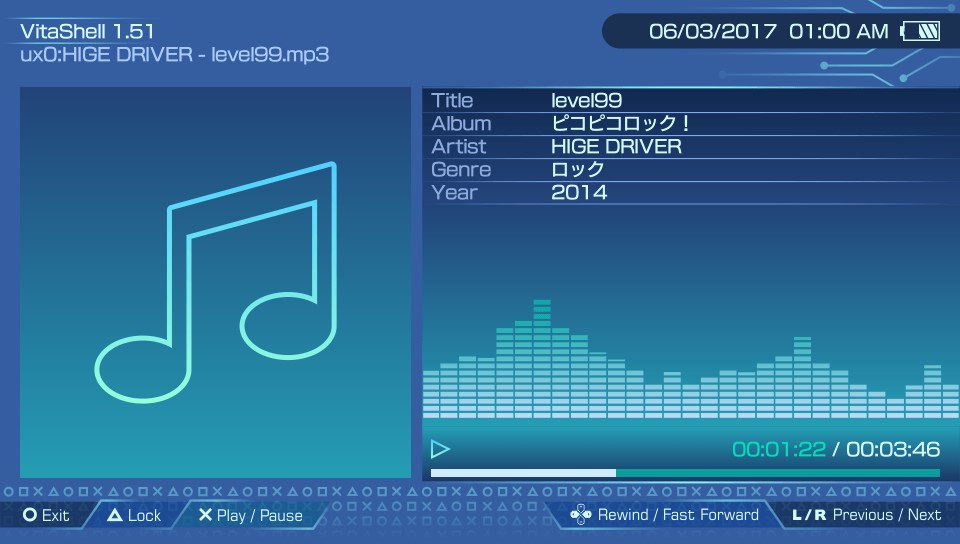 VitaShell 1.51
06/03/2017 01:00 AM
ux0:HIGE DRIVER - level99.mp3
Title level99
Album ピコピコロック！
Artist HIGE DRIVER
Genre ロック
Year 2014
00:01:22 / 00:03:46
Exit
Lock
Play / Pause
Rewind / Fast Forward
L/R Previous / Next